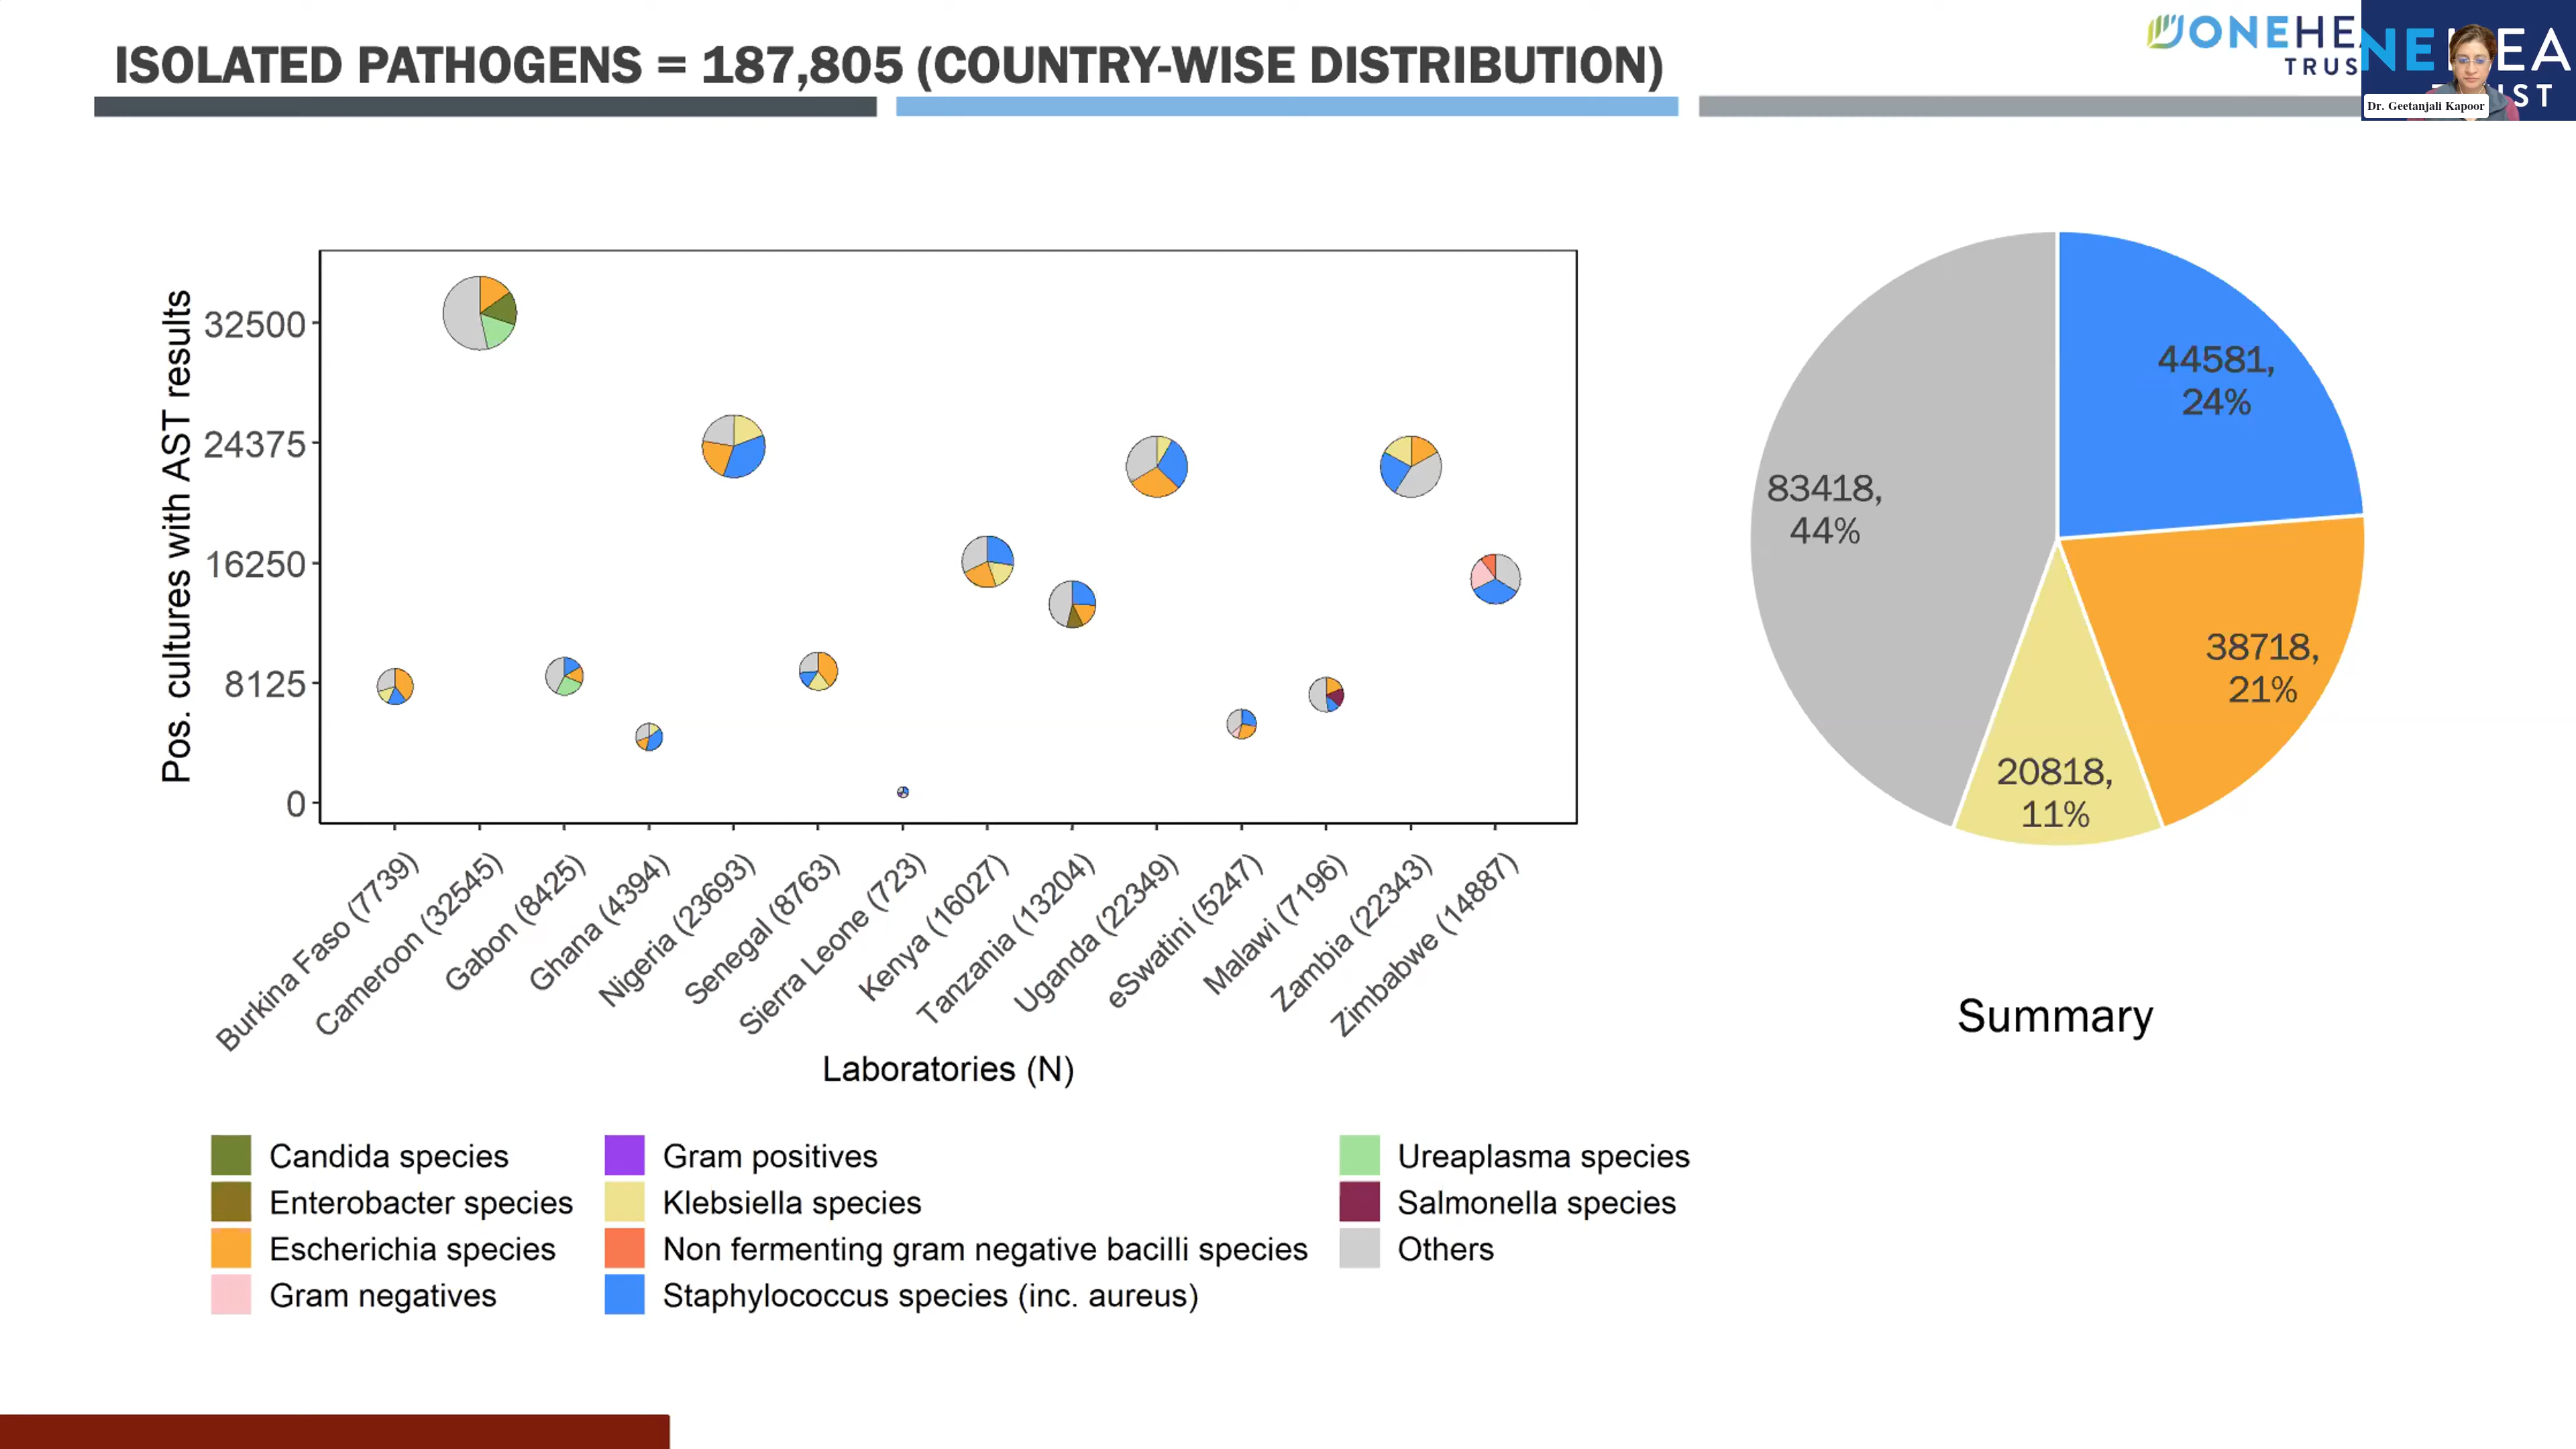 ISOLATED PATHOGENS = 187,805 (COUNTRY-WISE DISTRIBUTION)
ONEHE
TRUS
NE
EA
ST
Dr. Geetanjali Kapoor
Pos. cultures with AST results
32500
24375
16250
8125
0
Burkina Faso (7739)
Cameroon (32545)
Gabon (8425)
Ghana (4394)
Nigeria (23693)
Senegal (8763)
Sierra Leone (723)
Kenya (16027)
Tanzania (13204)
Uganda (22349)
eSwatini (5247)
Malawi (7196)
Zambia (22343)
Zimbabwe (14887)
Laboratories (N)
44581,
24%
83418,
44%
38718,
21%
20818,
11%
Summary
Candida species
Enterobacter species
Escherichia species
Gram negatives
Gram positives
Klebsiella species
Non fermenting gram negative bacilli species
Staphylococcus species (inc. aureus)
Ureaplasma species
Salmonella species
Others